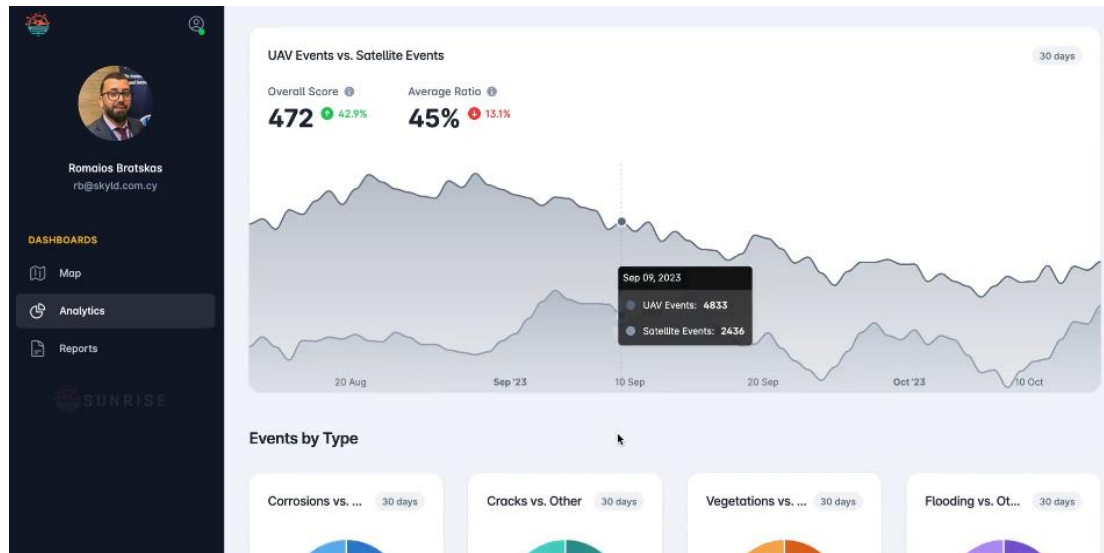 Romaios Bratskas
rb@skyld.com.cy
DASHBOARDS
Map
Analytics
Reports
SUNRISE
UAV Events vs. Satellite Events
30 days
Overall Score
Average Ratio
472 42.9%
45% 13.1%
Sep 09, 2023
UAV Events: 4833
Satellite Events: 2436
20 Aug
Sep '23
10 Sep
20 Sep
Oct '23
10 Oct
Events by Type
Corrosions vs. ...
30 days
Cracks vs. Other
30 days
Vegetations vs. ...
30 days
Flooding vs. Ot...
30 days